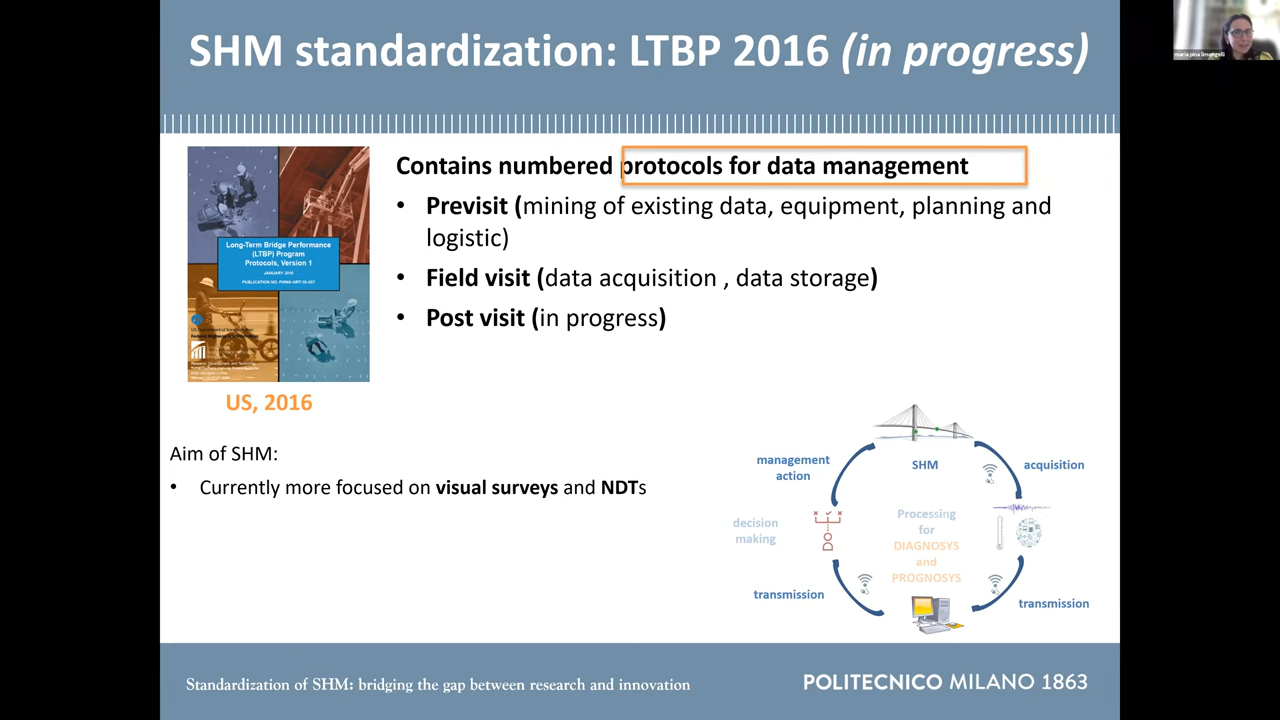 SHM standardization: LTBP 2016 (in progress)
maria pina limongelli
Contains numbered protocols for data management
• Previsit (mining of existing data, equipment, planning and
logistic)
• Field visit (data acquisition , data storage)
• Post visit (in progress)
Long-Term Bridge Performance
(LTBP) Program
Protocols, Version 1
JANUARY 2016
US, 2016
Aim of SHM:
• Currently more focused on visual surveys and NDTs
management
action
SHM
acquisition
decision
making
Do
Processing
for
DIAGNOSYS
and
PROGNOSYS
transmission
transmission
Standardization of SHM: bridging the gap between research and innovation
POLITECNICO MILANO 1863